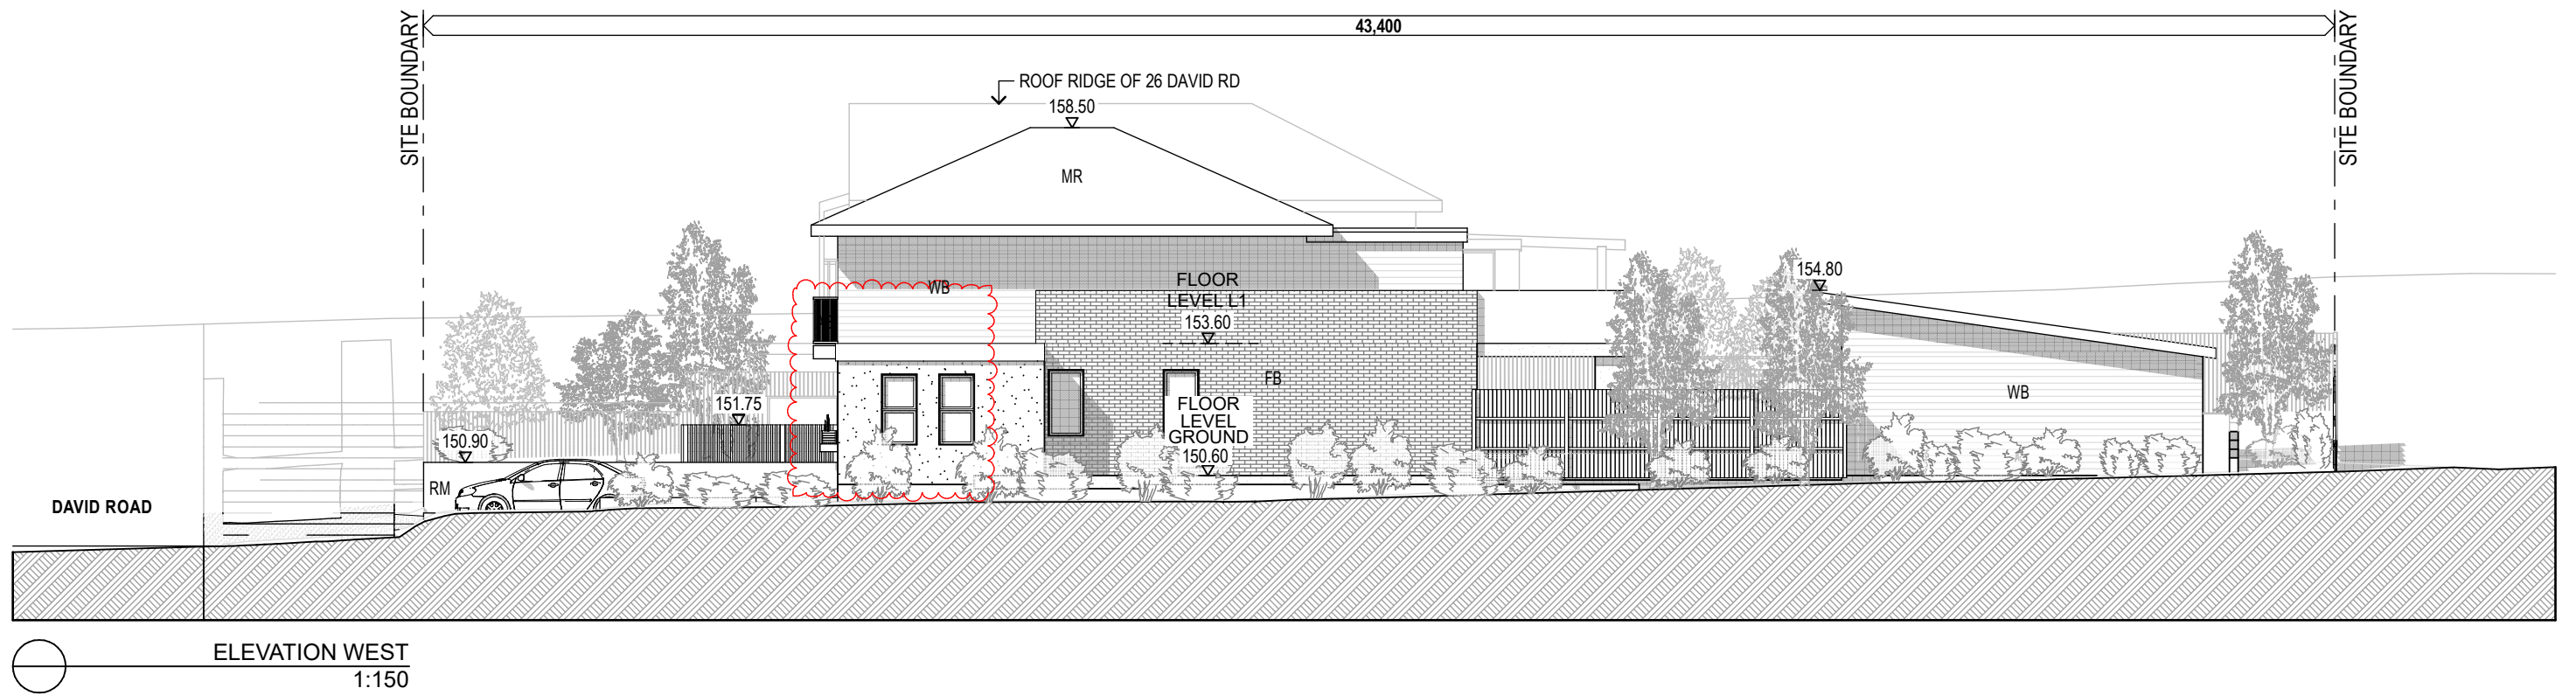 SITE BOUNDARY
43,400
SITE BOUNDARY
ROOF RIDGE OF 26 DAVID RD
158.50
MR
WB
FLOOR
LEVEL L1
153.60
154.80
FB
WB
151.75
FLOOR
LEVEL
GROUND
150.60
150.90
RM
DAVID ROAD
ELEVATION WEST
1:150